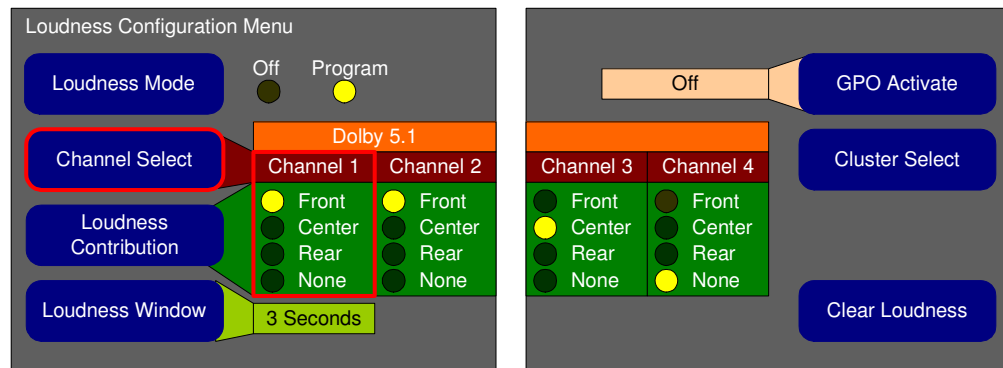 Loudness Configuration Menu
Loudness Mode
Off Program
Off
GPO Activate
Dolby 5.1
Channel Select
Channel 1 Channel 2
Channel 3 Channel 4
Cluster Select
Front Front
Center Center
Rear Rear
None None
Front Front
Center Center
Rear Rear
None None
Loudness
Contribution
Loudness Window
3 Seconds
Clear Loudness